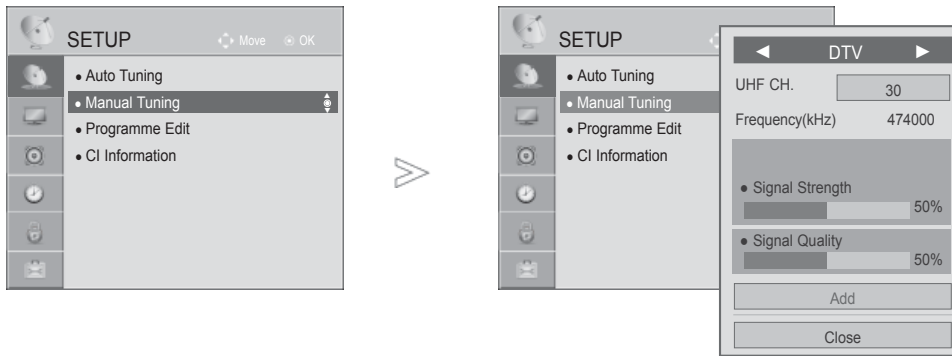 SETUP
Move OK
● Auto Tuning
● Manual Tuning
● Programme Edit
● CI Information
SETUP
● Auto Tuning
● Manual Tuning
● Programme Edit
● CI Information
◄ DTV ►
UHF CH. 30
Frequency(kHz) 474000
● Signal Strength
50%
● Signal Quality
50%
Add
Close